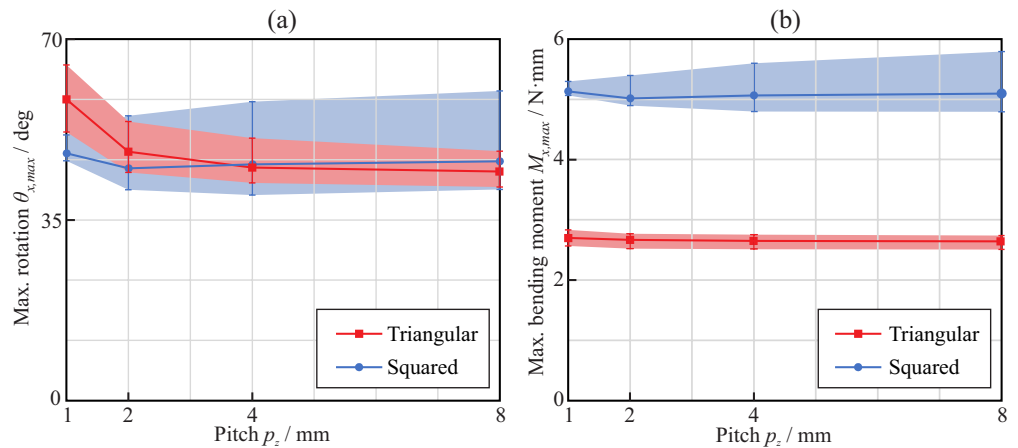 (a)
70
35
0
1
2
4
8
Max. rotation θx,max / deg
Pitch pz / mm
Triangular
Squared
(b)
6
4
2
0
1
2
4
8
Max. bending moment Mx,max / N·mm
Pitch pz / mm
Triangular
Squared